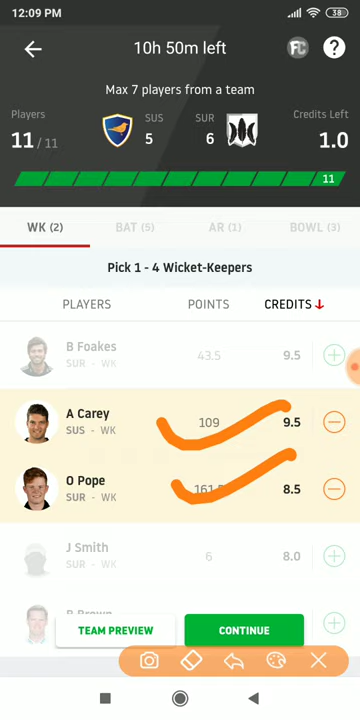 12:09 PM
38
10h 50m left
FC
?
Max 7 players from a team
Players
11 / 11
SUS
5
SUR
6
Credits Left
1.0
11
WK (2)
BAT (5)
AR (1)
BOWL (3)
Pick 1 - 4 Wicket-Keepers
PLAYERS
POINTS
CREDITS
B Foakes
SUR - WK
43.5
9.5
A Carey
SUS - WK
109
9.5
O Pope
SUR - WK
8.5
J Smith
SUR - WK
6
8.0
TEAM PREVIEW
CONTINUE